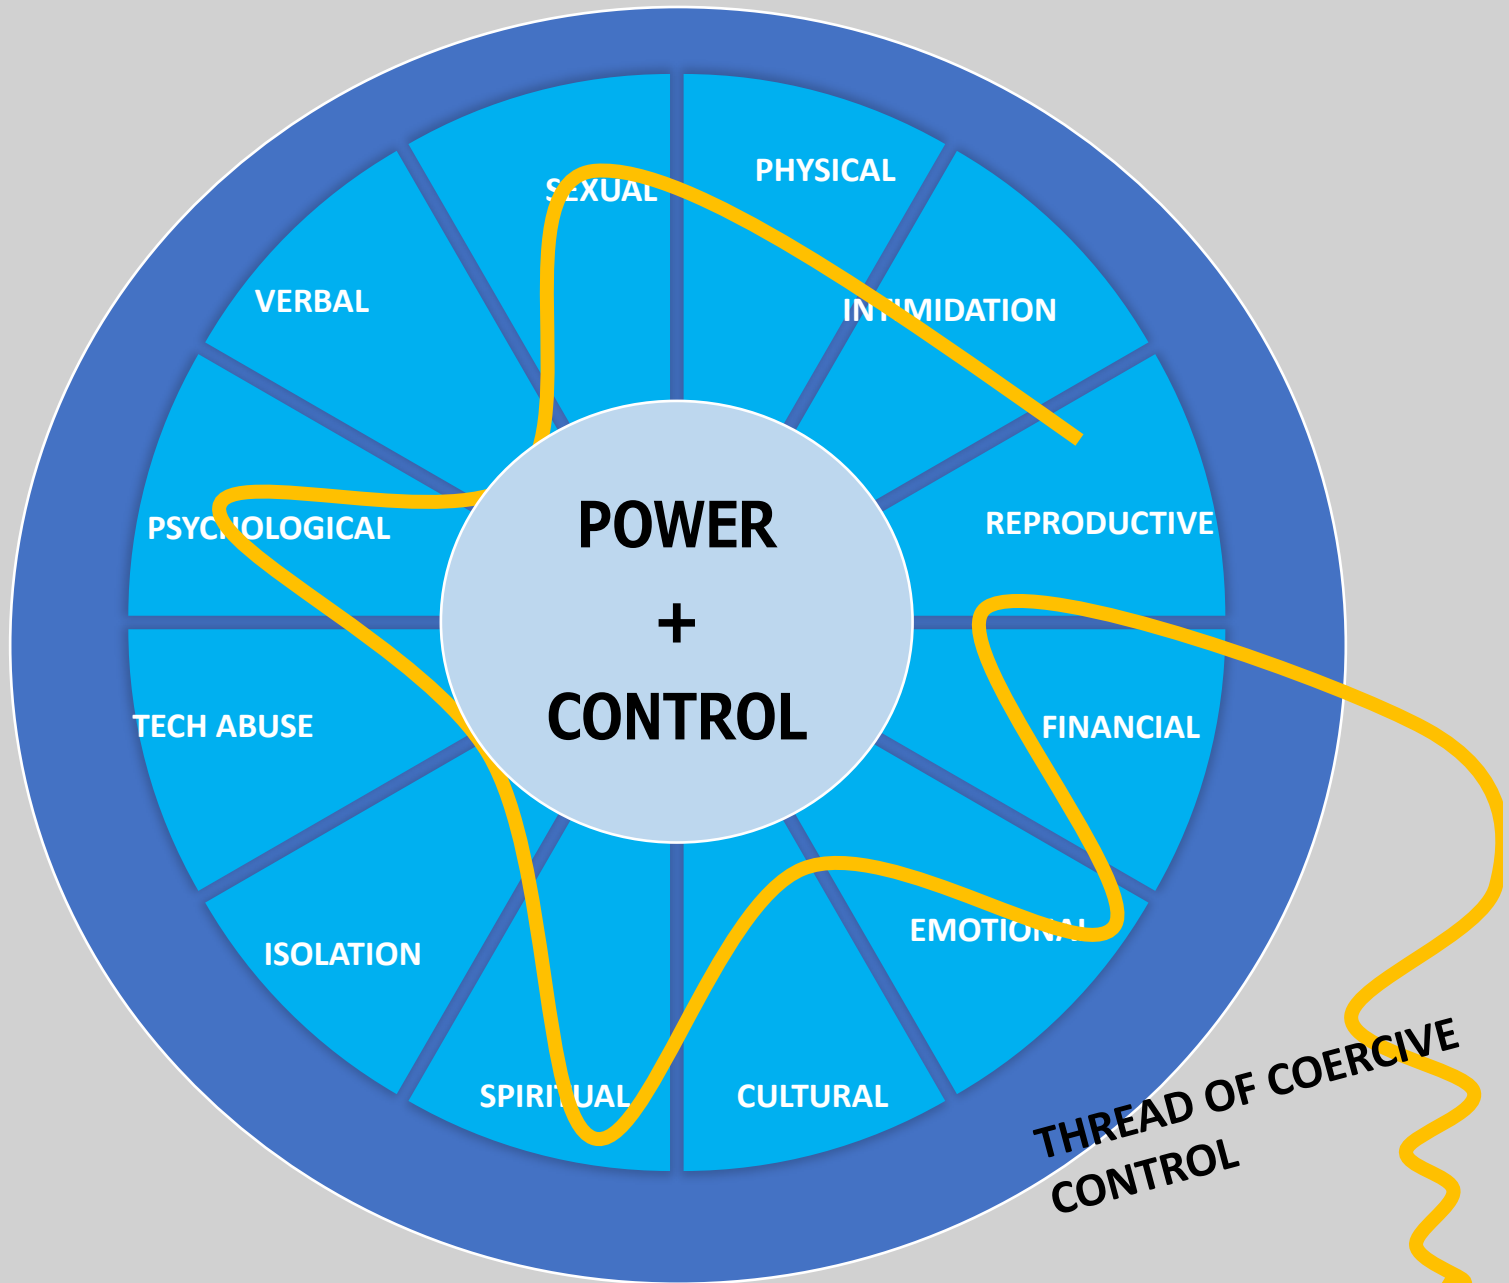 PHYSICAL
SEXUAL
INTIMIDATION
VERBAL
REPRODUCTIVE
PSYCHOLOGICAL
POWER
+
CONTROL
TECH ABUSE
FINANCIAL
EMOTIONAL
ISOLATION
SPIRITUAL
CULTURAL
THREAD OF COERCIVE
CONTROL